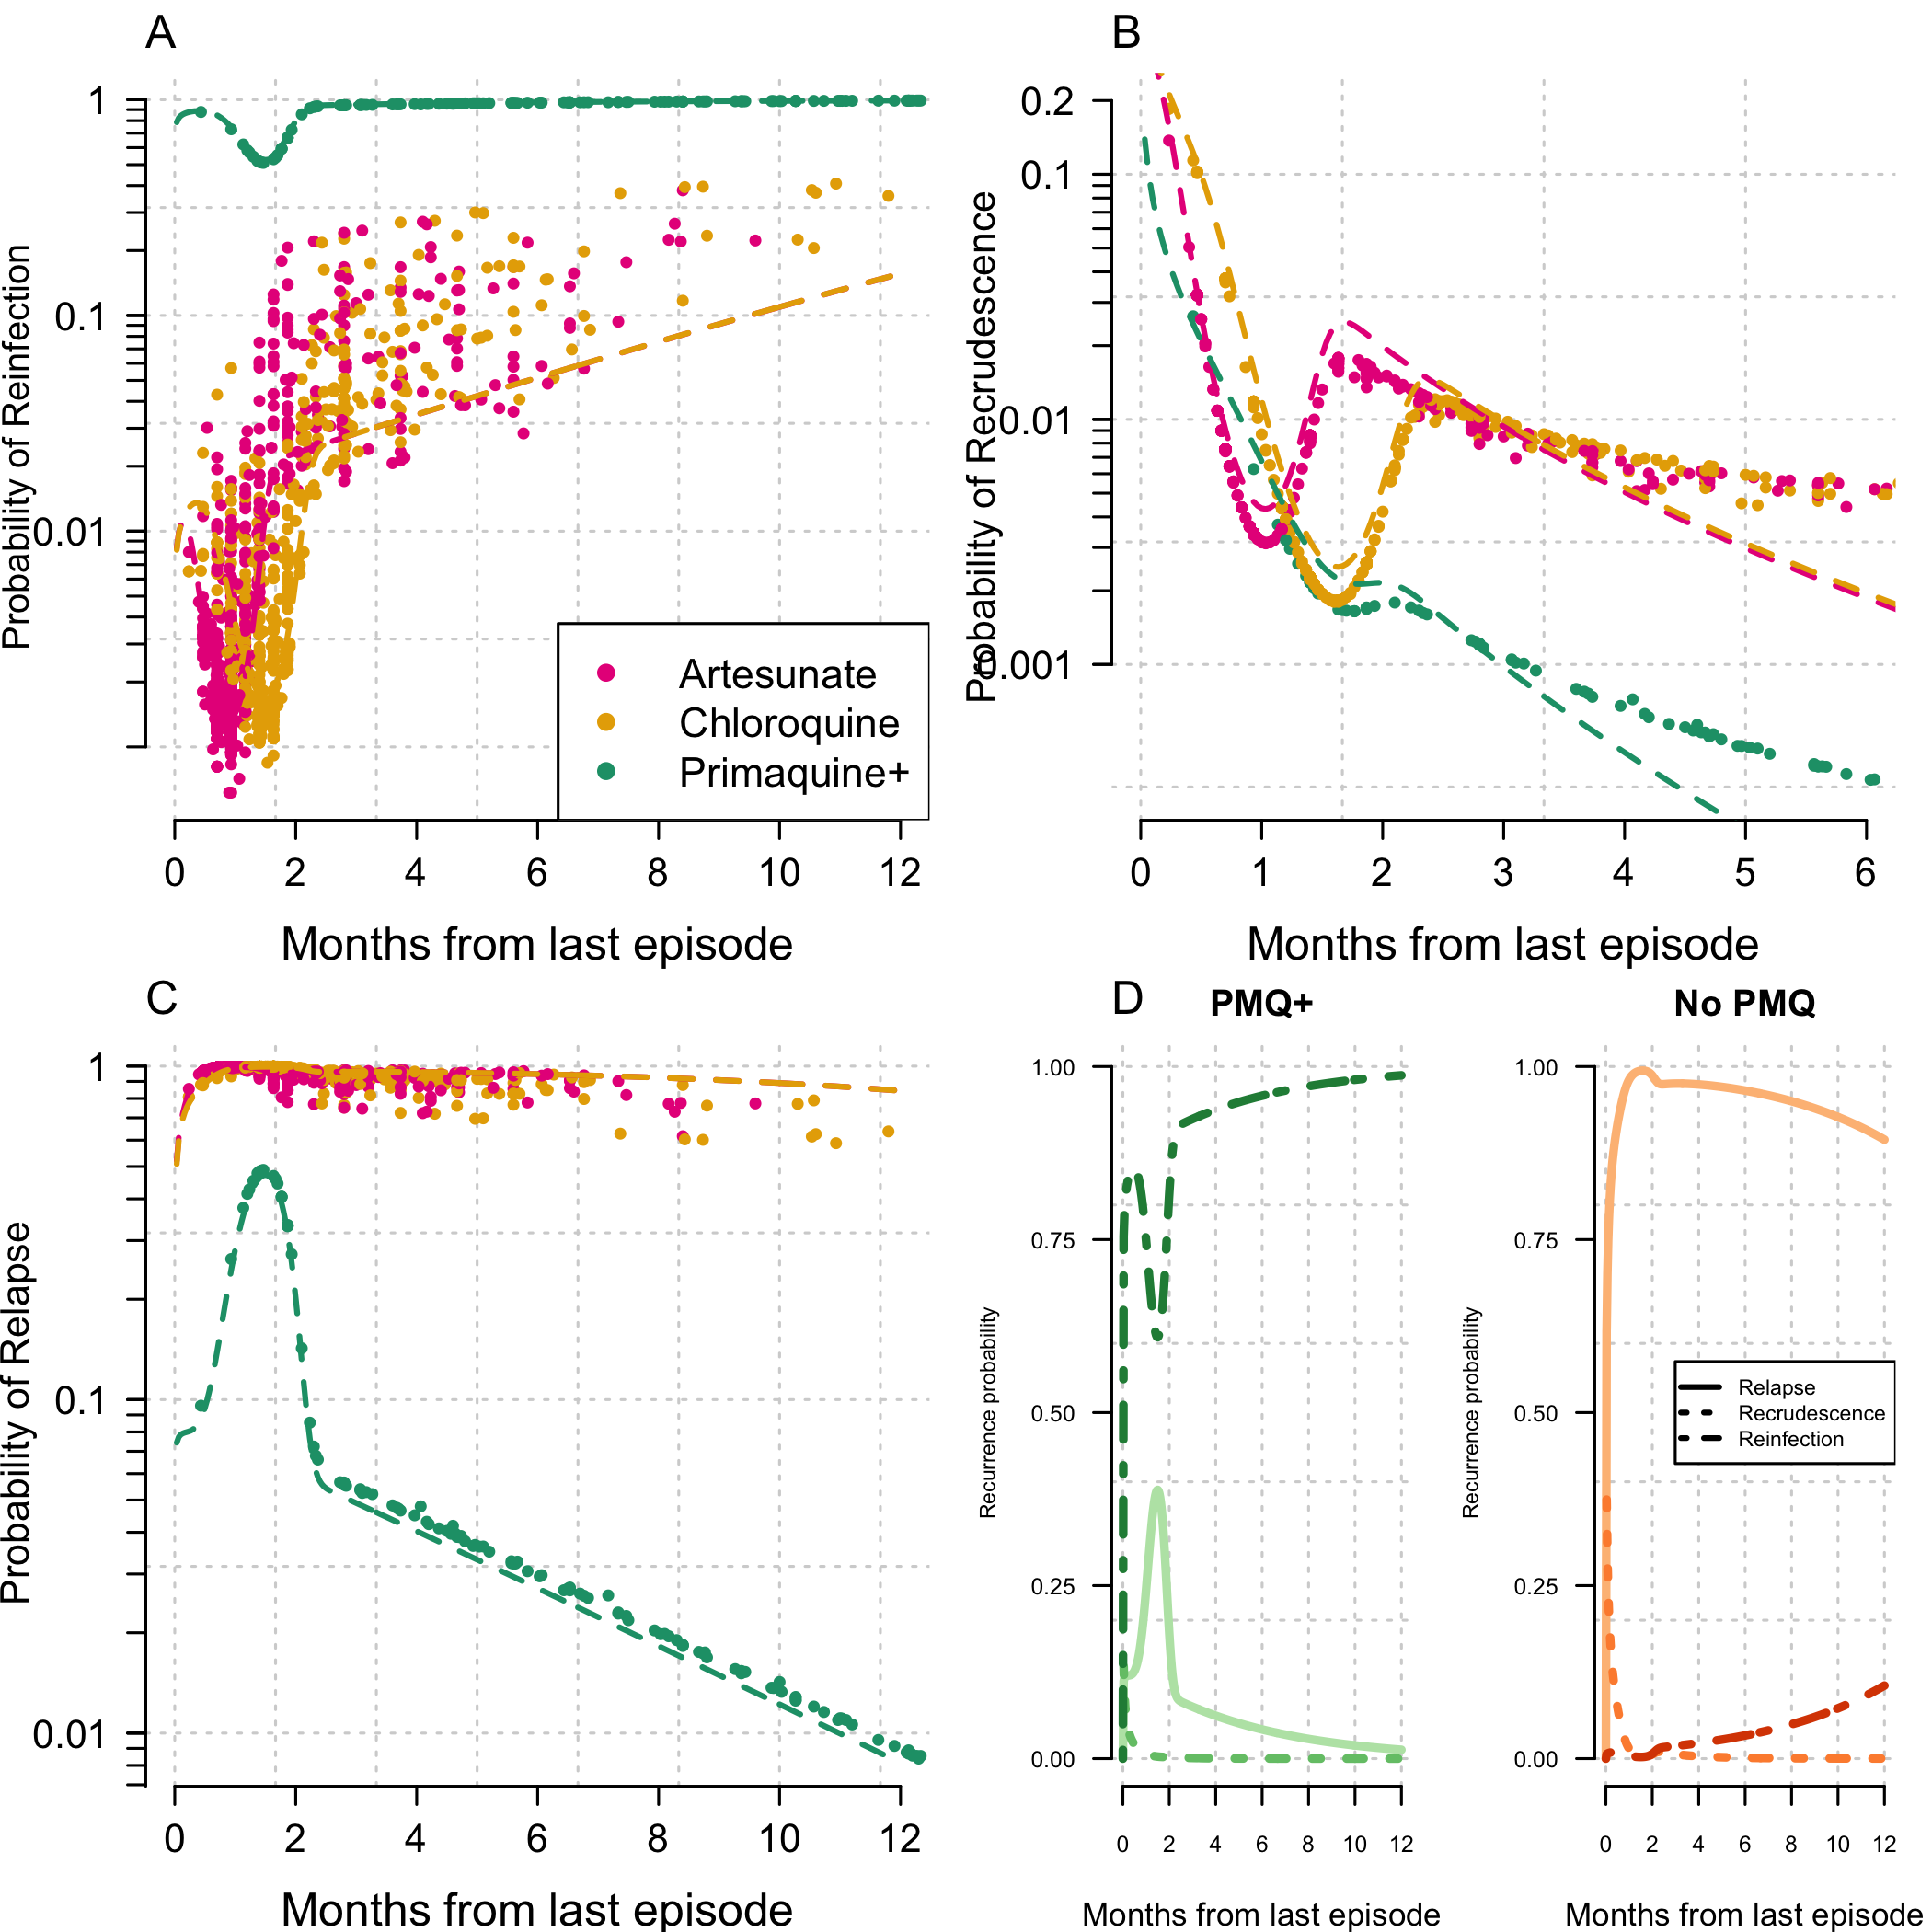 A
Probability of Reinfection
1
0.1
0.01
Artesunate
Chloroquine
Primaquine+
0 2 4 6 8 10 12
Months from last episode
B
Probability of Recrudescence
0.2
0.1
0.01
0.001
0 1 2 3 4 5 6
Months from last episode
C
Probability of Relapse
1
0.1
0.01
0 2 4 6 8 10 12
Months from last episode
D
PMQ+
Recurrence probability
1.00
0.75
0.50
0.25
0.00
0 2 4 6 8 10 12
Months from last episode
No PMQ
Recurrence probability
1.00
0.75
0.50
0.25
0.00
Relapse
Recrudescence
Reinfection
0 2 4 6 8 10 12
Months from last episode